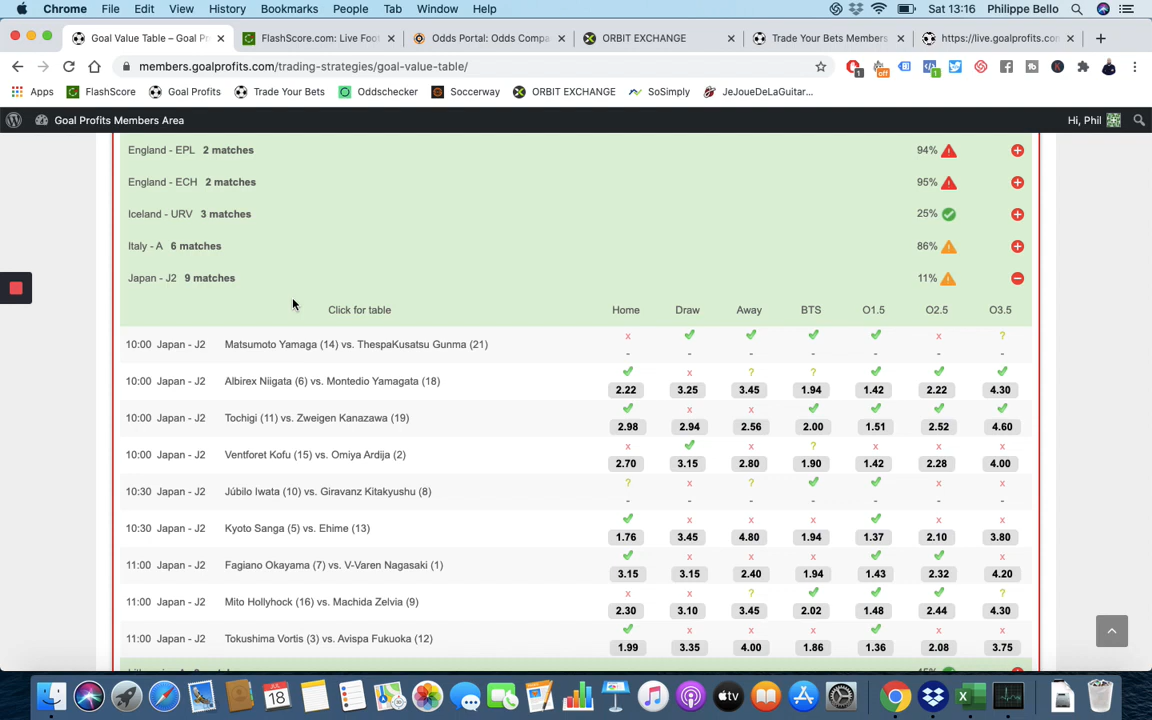 Chrome File Edit View History Bookmarks People Tab Window Help Sat 13:16 Philippe Bello
Goal Value Table – Goal Pr × FlashScore.com: Live Foot × Odds Portal: Odds Compa × ORBIT EXCHANGE × Trade Your Bets Members × https://live.goalprofits.com × +
members.goalprofits.com/trading-strategies/goal-value-table/ 1 off 1
Apps FlashScore Goal Profits Trade Your Bets Oddschecker Soccerway ORBIT EXCHANGE SoSimply JeJoueDeLaGuitar...
Goal Profits Members Area Hi, Phil
England - EPL 2 matches 94%
England - ECH 2 matches 95%
Iceland - URV 3 matches 25%
Italy - A 6 matches 86%
Japan - J2 9 matches 11%
Click for table Home Draw Away BTS O1.5 O2.5 O3.5
x ✔ ✔ ✔ ✔ x ?
10:00 Japan - J2 Matsumoto Yamaga (14) vs. ThespaKusatsu Gunma (21)
- - - - - - -
✔ x ? ? ✔ ✔ ✔
10:00 Japan - J2 Albirex Niigata (6) vs. Montedio Yamagata (18)
2.22 3.25 3.45 1.94 1.42 2.22 4.30
✔ x x ✔ ✔ ✔ ✔
10:00 Japan - J2 Tochigi (11) vs. Zweigen Kanazawa (19)
2.98 2.94 2.56 2.00 1.51 2.52 4.60
x ✔ x ? x x x
10:00 Japan - J2 Ventforet Kofu (15) vs. Omiya Ardija (2)
2.70 3.15 2.80 1.90 1.42 2.28 4.00
? x ? ✔ ✔ x x
10:30 Japan - J2 Júbilo Iwata (10) vs. Giravanz Kitakyushu (8)
- - - - - - -
✔ x x x ✔ x x
10:30 Japan - J2 Kyoto Sanga (5) vs. Ehime (13)
1.76 3.45 4.80 1.94 1.37 2.10 3.80
✔ x x x ✔ ✔ x
11:00 Japan - J2 Fagiano Okayama (7) vs. V-Varen Nagasaki (1)
3.15 3.15 2.40 1.94 1.43 2.32 4.20
x x ? ✔ ✔ ✔ ?
11:00 Japan - J2 Mito Hollyhock (16) vs. Machida Zelvia (9)
2.30 3.10 3.45 2.02 1.48 2.44 4.30
✔ x x x ✔ x x
11:00 Japan - J2 Tokushima Vortis (3) vs. Avispa Fukuoka (12)
1.99 3.35 4.00 1.86 1.36 2.08 3.75
JUL 18 tv